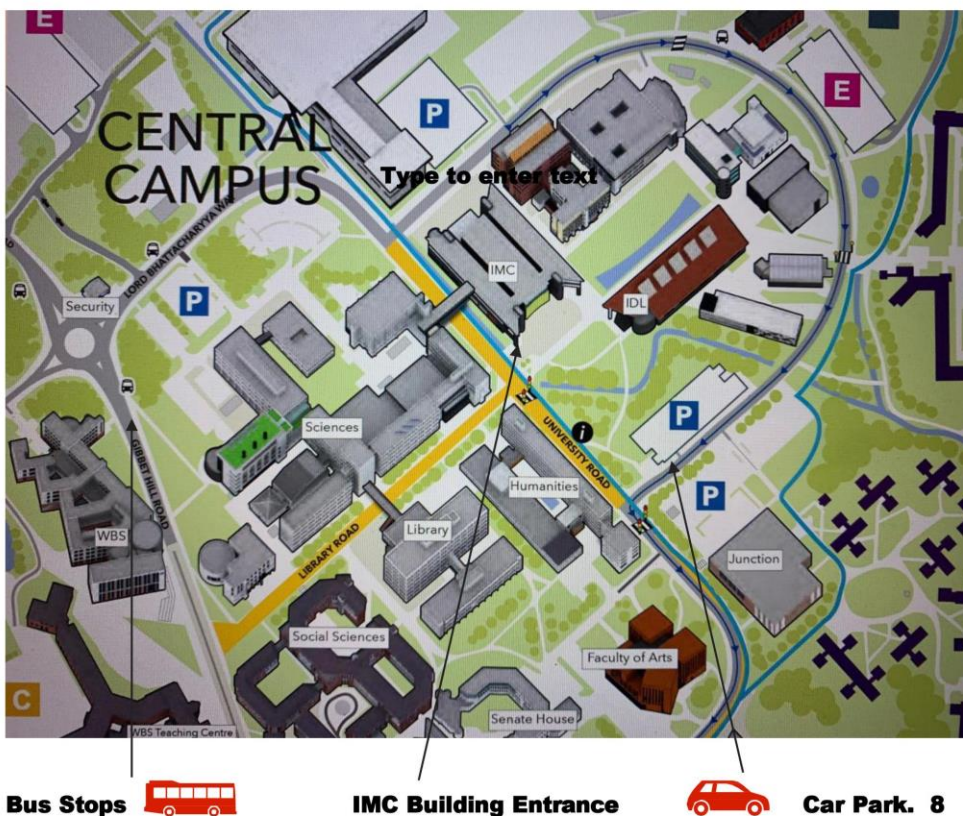 E
CENTRAL
CAMPUS
P
E
Type to enter text
LORD BHATTACHARYYA WAY
IMC
Security
P
IDL
P
Sciences
i
UNIVERSITY ROAD
GIBBET HILL ROAD
Humanities
P
WBS
Library
LIBRARY ROAD
Junction
Social Sciences
Faculty of Arts
C
Senate House
WBS Teaching Centre
Bus Stops
IMC Building Entrance
Car Park. 8